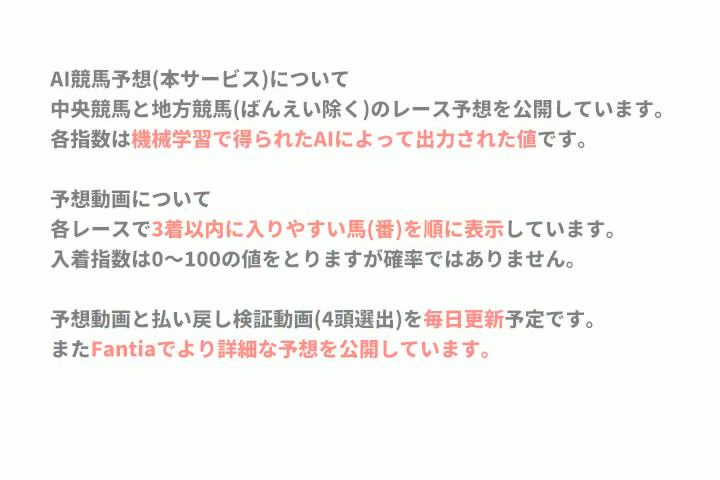 AI競馬予想(本サービス)について
中央競馬と地方競馬(ばんえい除く)のレース予想を公開しています。
各指数は機械学習で得られたAIによって出力された値です。
予想動画について
各レースで3着以内に入りやすい馬(番)を順に表示しています。
入着指数は0〜100の値をとりますが確率ではありません。
予想動画と払い戻し検証動画(4頭選出)を毎日更新予定です。
またFantiaでより詳細な予想を公開しています。